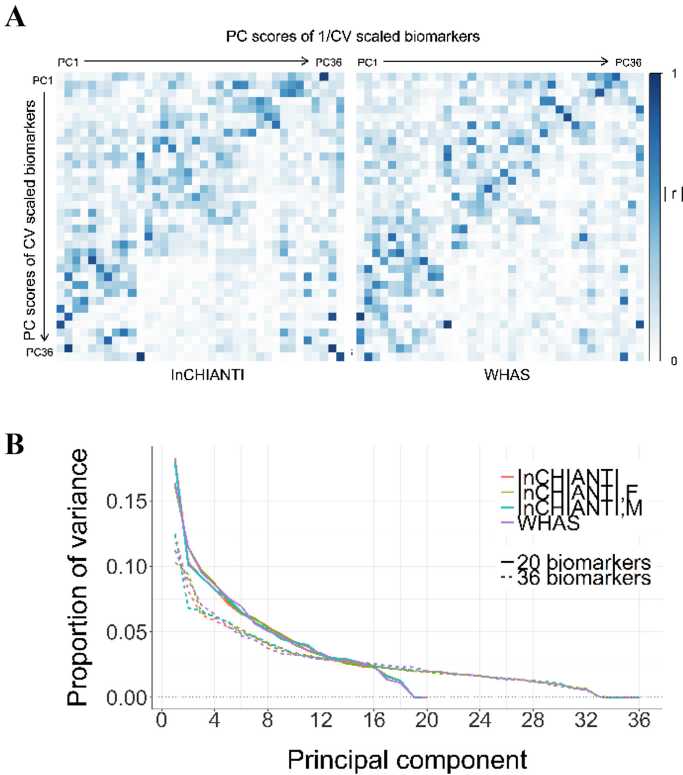 A
PC scores of 1/CV scaled biomarkers
PC1 PC36 PC1 PC36
PC1
PC scores of CV scaled biomarkers
PC36
1
| r |
0
InCHIANTI WHAS
B
Proportion of variance
0.15
0.10
0.05
0.00
InCHIANTI
InCHIANTI,F
InCHIANTI,M
WHAS
20 biomarkers
36 biomarkers
0 4 8 12 16 20 24 28 32 36
Principal component